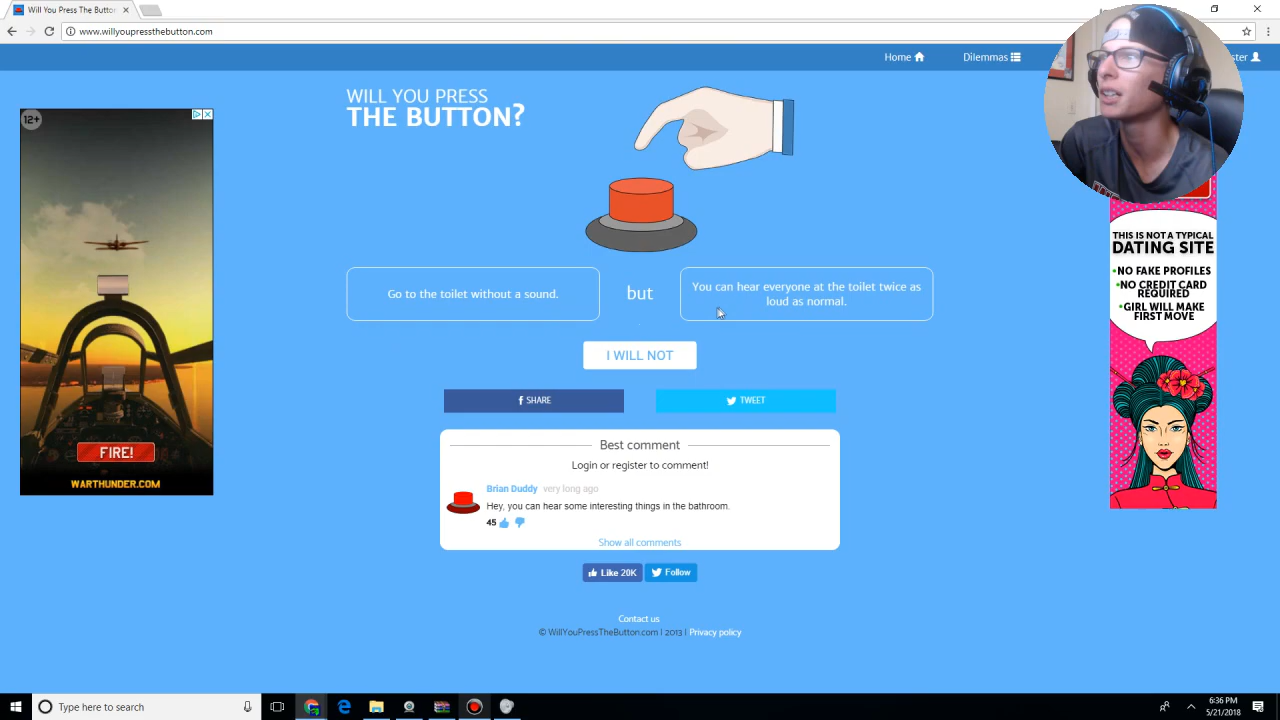 Will You Press The Button
www.willyoupressthebutton.com
Home
Dilemmas
12+
WILL YOU PRESS
THE BUTTON?
Go to the toilet without a sound.
but
You can hear everyone at the toilet twice as
loud as normal.
I WILL NOT
SHARE
TWEET
Best comment
Login or register to comment!
Brian Duddy very long ago
Hey, you can hear some interesting things in the bathroom.
45
Show all comments
Like 20K
Follow
Contact us
© WillYouPressTheButton.com | 2013 | Privacy policy
FIRE!
WARTHUNDER.COM
THIS IS NOT A TYPICAL
DATING SITE
•NO FAKE PROFILES
•NO CREDIT CARD
REQUIRED
•GIRL WILL MAKE
FIRST MOVE
Type here to search
6:36 PM
5/21/2018